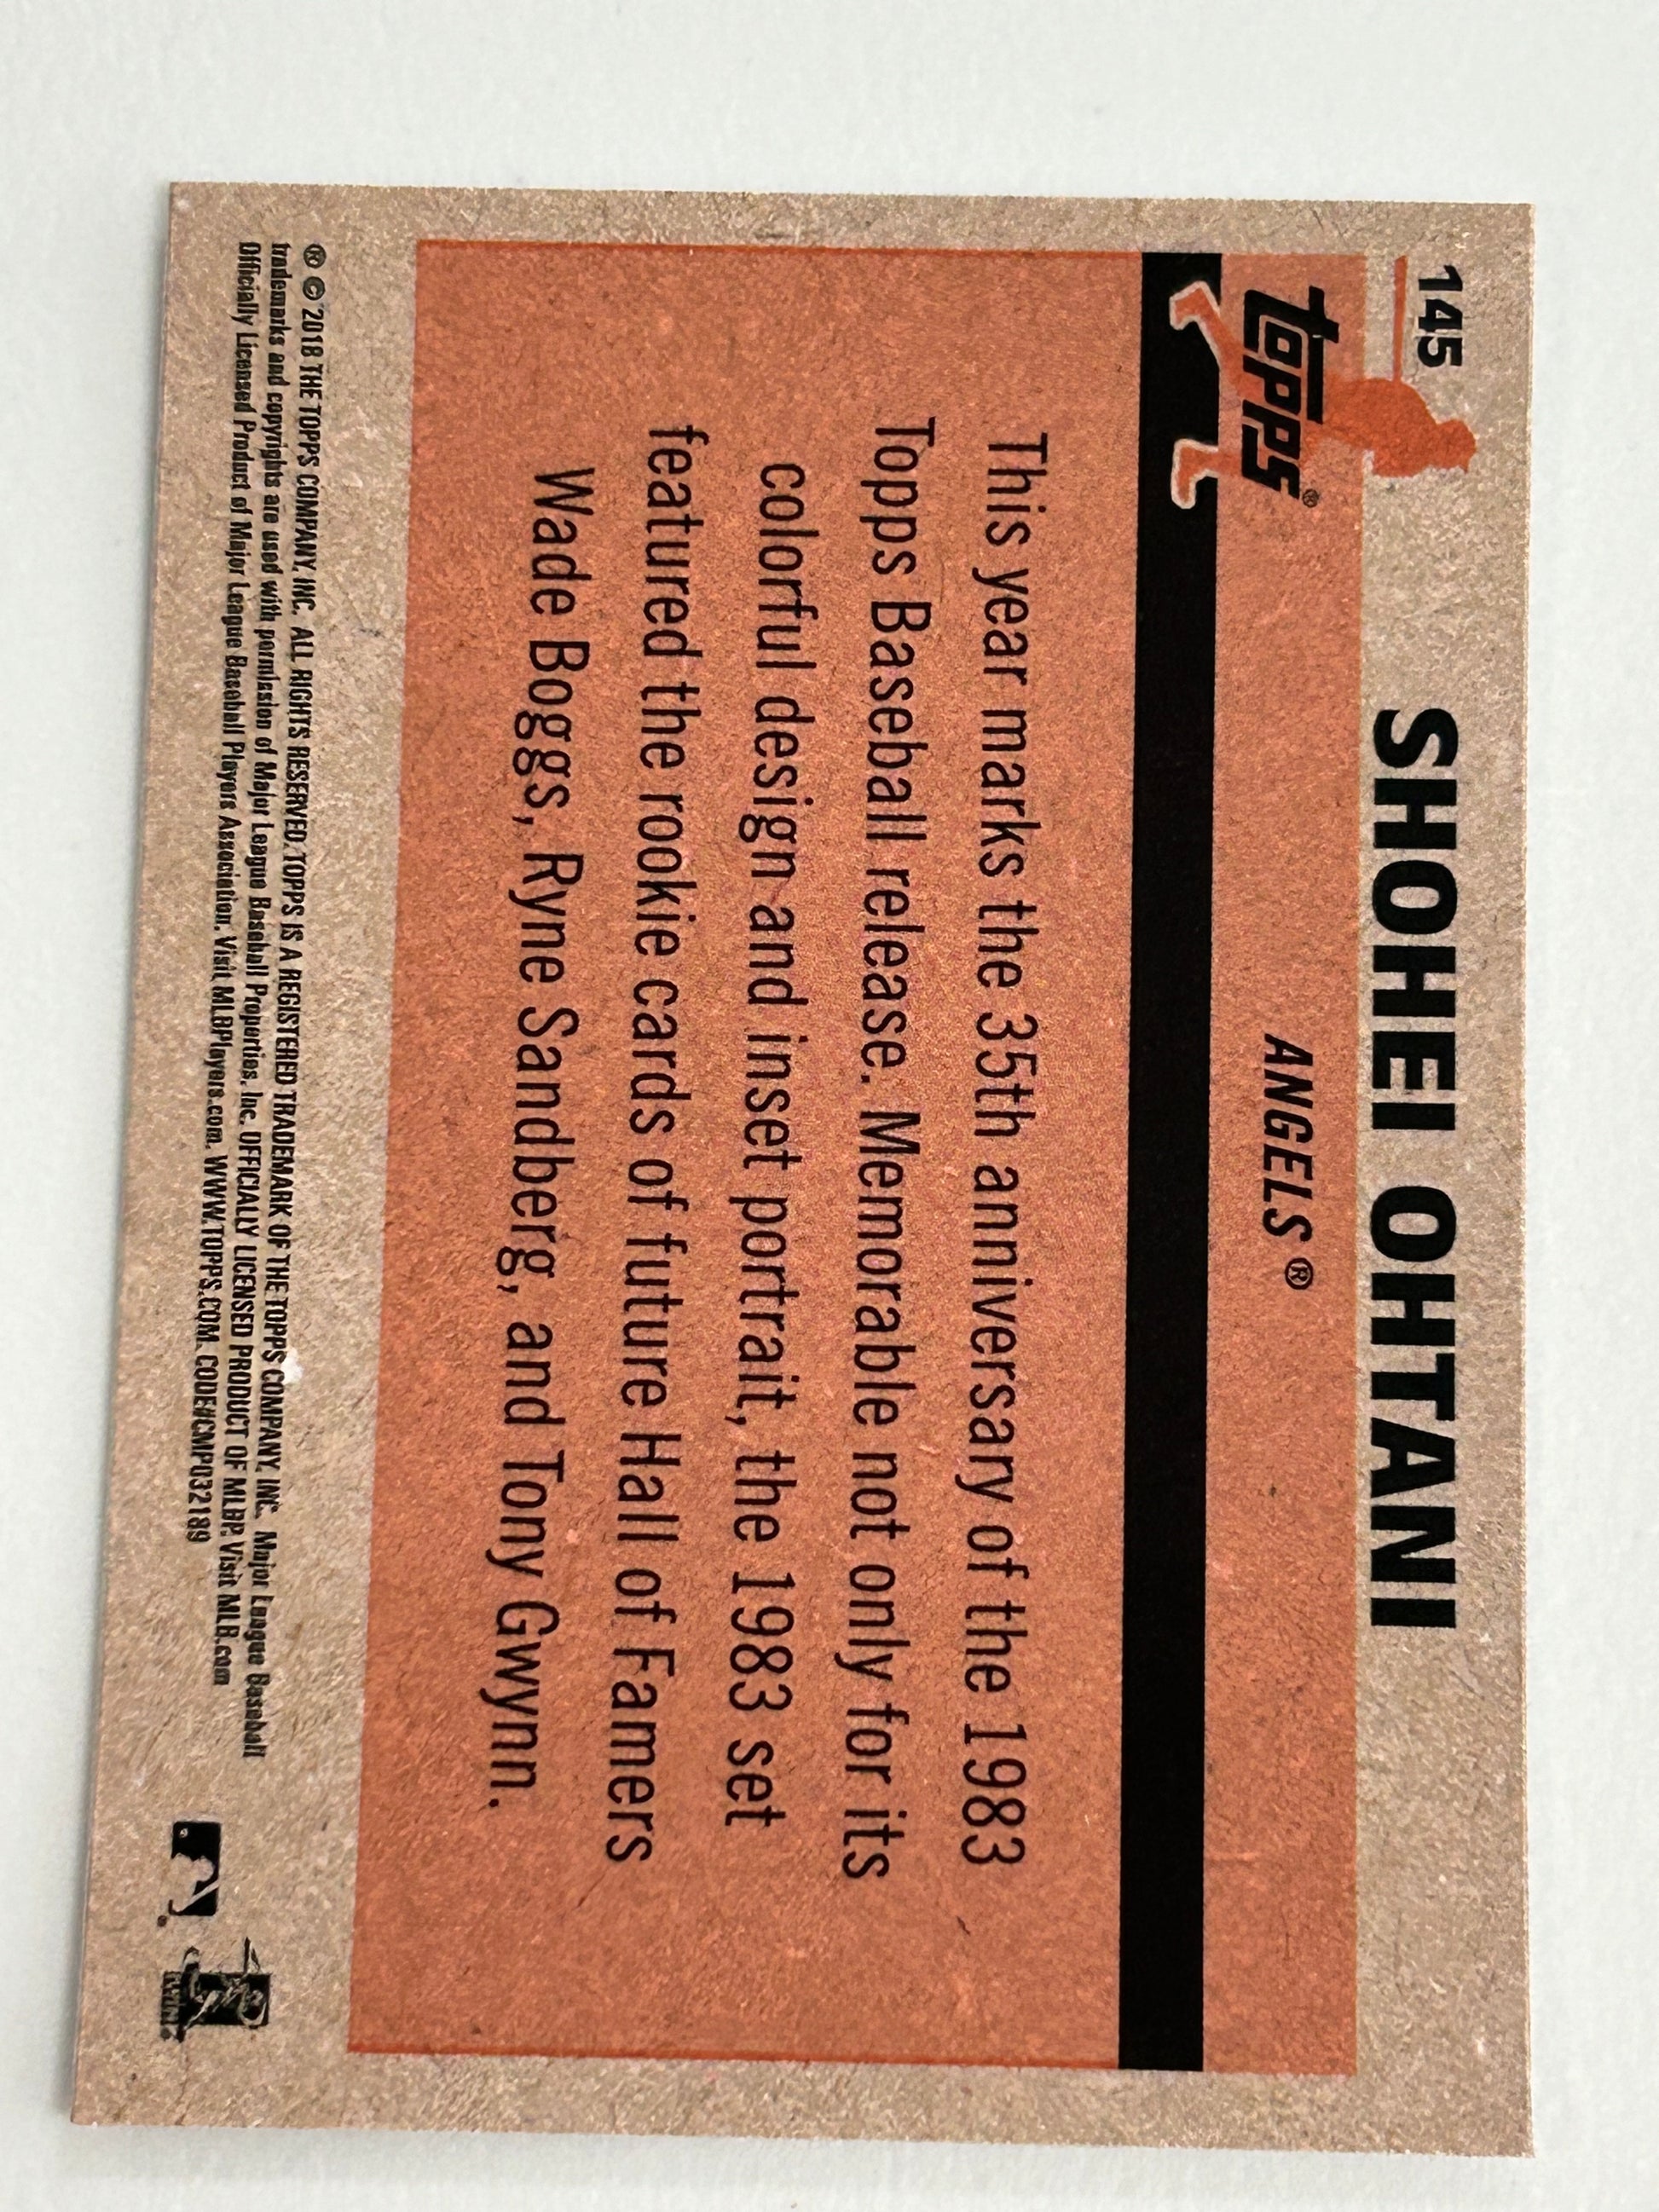 145
SHOHEI OHTANI
topps®
ANGELS®
This year marks the 35th anniversary of the 1983
Topps Baseball release. Memorable not only for its
colorful design and inset portrait, the 1983 set
featured the rookie cards of future Hall of Famers
Wade Boggs, Ryne Sandberg, and Tony Gwynn.
® © 2018 THE TOPPS COMPANY, INC. ALL RIGHTS RESERVED. TOPPS IS A REGISTERED TRADEMARK OF THE TOPPS COMPANY, INC. Major League Baseball
trademarks and copyrights are used with permission of Major League Baseball Properties, Inc. OFFICIALLY LICENSED PRODUCT OF MLBP. Visit MLB.com
Officially Licensed Product of Major League Baseball Players Association. Visit MLBPlayers.com. WWW.TOPPS.COM. CODE#CMP032189